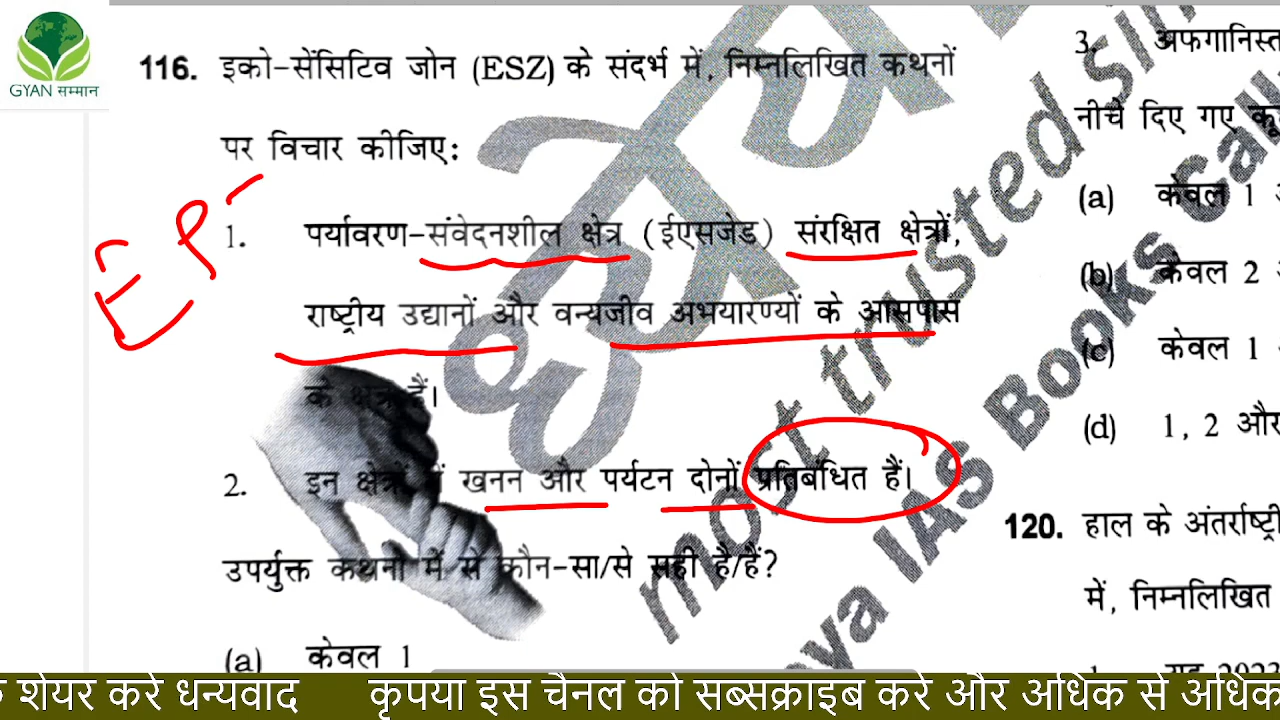 GYAN सम्मान
116. इको-सेंसिटिव जोन (ESZ) के संदर्भ में, निम्नलिखित कथनों
पर विचार कीजिए:
1. पर्यावरण-संवेदनशील क्षेत्र (ईएसजेड) संरक्षित क्षेत्रों,
राष्ट्रीय उद्यानों और वन्यजीव अभयारण्यों के आसपास
के क्षेत्र हैं।
2. इन क्षेत्रों में खनन और पर्यटन दोनों प्रतिबंधित हैं।
उपर्युक्त कथनों में से कौन-सा/से सही है/हैं?
(a) केवल 1
EP
3. अफगानिस्त
नीचे दिए गए
(a) केवल 1
(b) केवल 2
(c) केवल 1
(d) 1, 2 और
120. हाल के अंतर्राष्ट्री
में, निम्नलिखित
ध्येय
most trusted
IAS Books
शेयर करे धन्यवाद कृपया इस चैनल को सब्सक्राइब करे और अधिक से अधिक